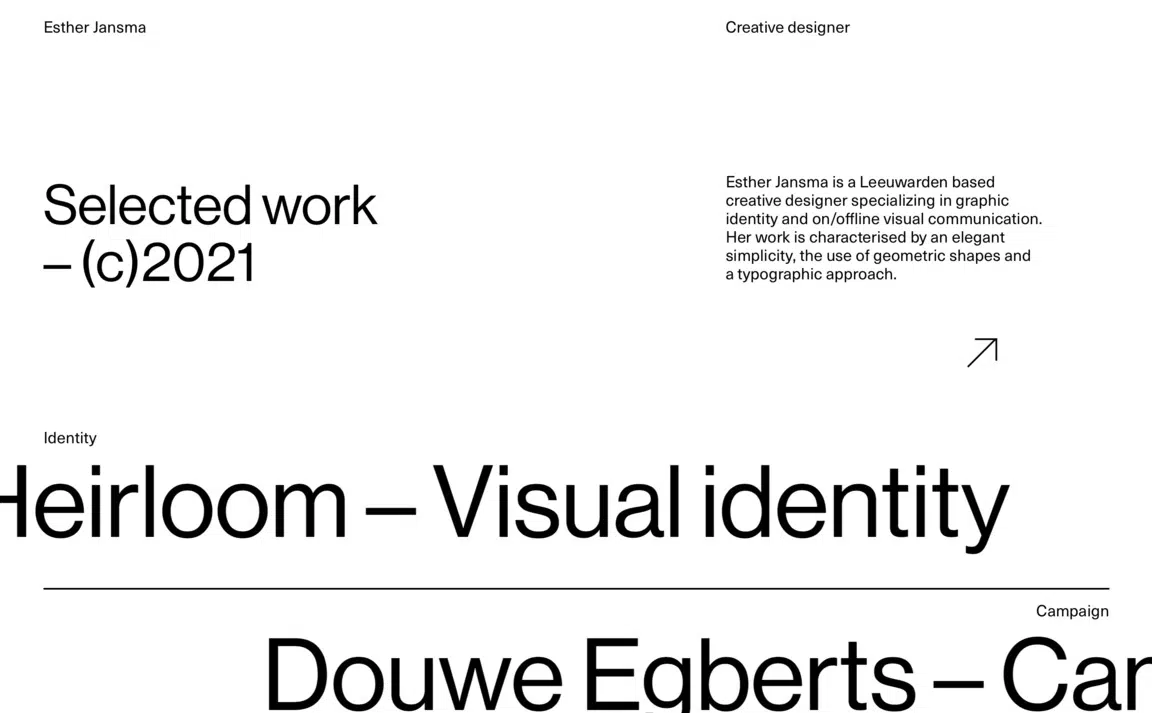 Esther Jansma
Creative designer
Selected work
– (c)2021
Esther Jansma is a Leeuwarden based
creative designer specializing in graphic
identity and on/offline visual communication.
Her work is characterised by an elegant
simplicity, the use of geometric shapes and
a typographic approach.
Identity
Heirloom – Visual identity
Campaign
Douwe Egberts –